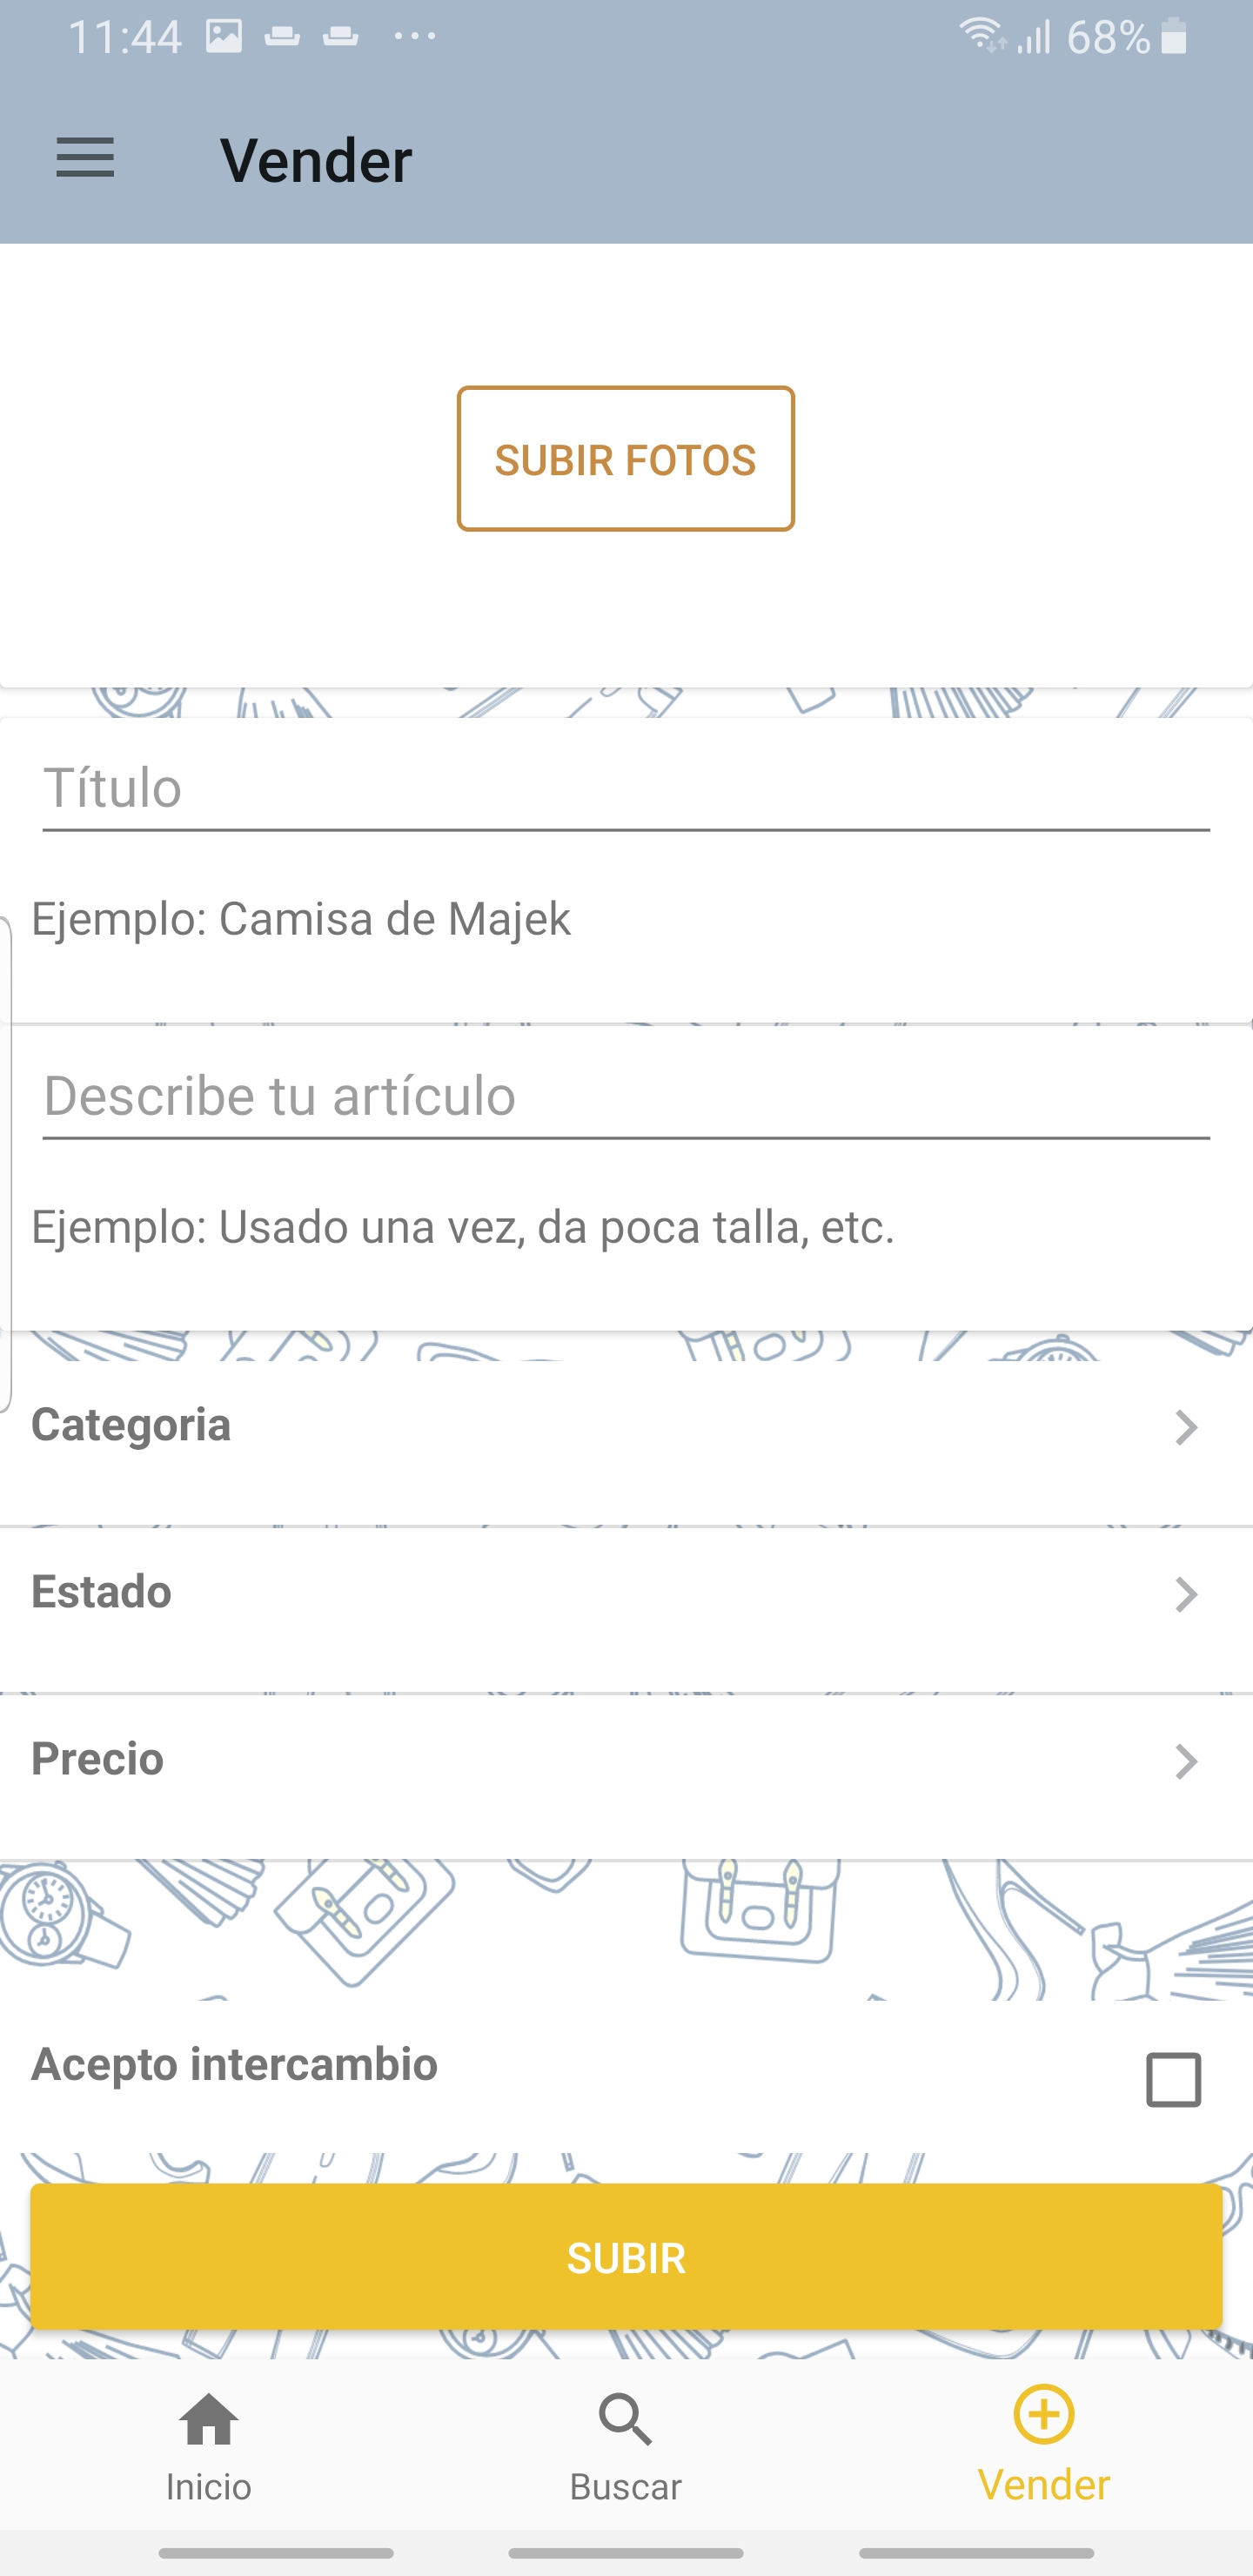 11:44 68%
Vender
SUBIR FOTOS
Título
Ejemplo: Camisa de Majek
Describe tu artículo
Ejemplo: Usado una vez, da poca talla, etc.
Categoria
Estado
Precio
Acepto intercambio
SUBIR
Inicio Buscar Vender